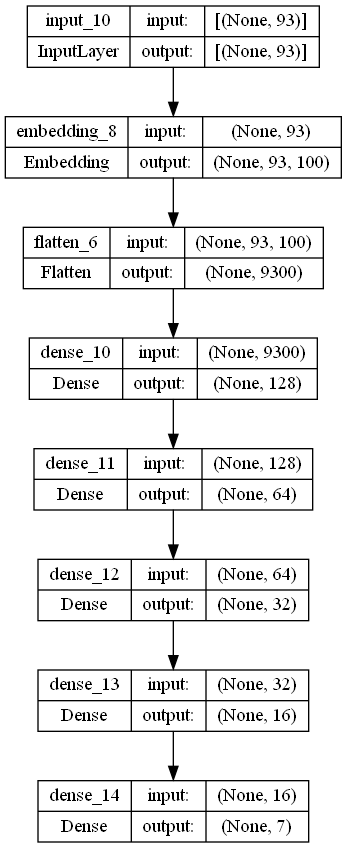 input_10 input: [(None, 93)]
InputLayer output: [(None, 93)]
embedding_8 input: (None, 93)
Embedding output: (None, 93, 100)
flatten_6 input: (None, 93, 100)
Flatten output: (None, 9300)
dense_10 input: (None, 9300)
Dense output: (None, 128)
dense_11 input: (None, 128)
Dense output: (None, 64)
dense_12 input: (None, 64)
Dense output: (None, 32)
dense_13 input: (None, 32)
Dense output: (None, 16)
dense_14 input: (None, 16)
Dense output: (None, 7)